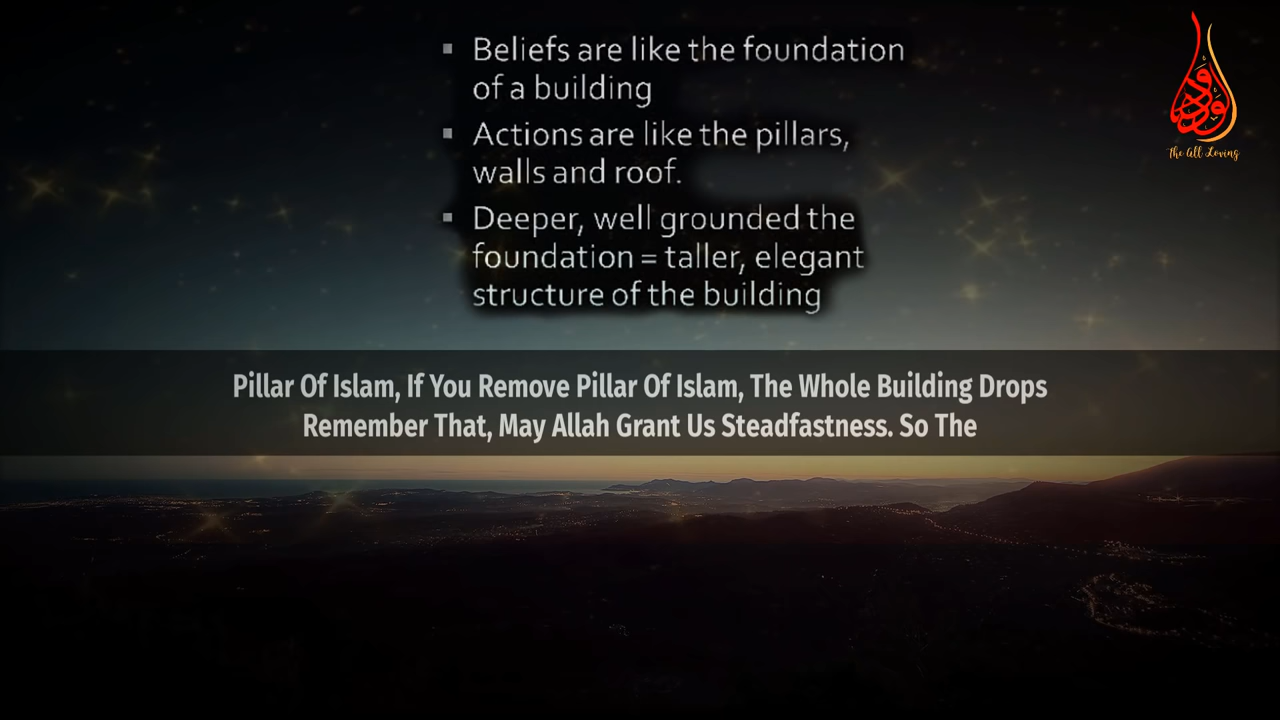 ▪ Beliefs are like the foundation
of a building
▪ Actions are like the pillars,
walls and roof.
▪ Deeper, well grounded the
foundation = taller, elegant
structure of the building
الودود
The All Loving
Pillar Of Islam, If You Remove Pillar Of Islam, The Whole Building Drops
Remember That, May Allah Grant Us Steadfastness. So The